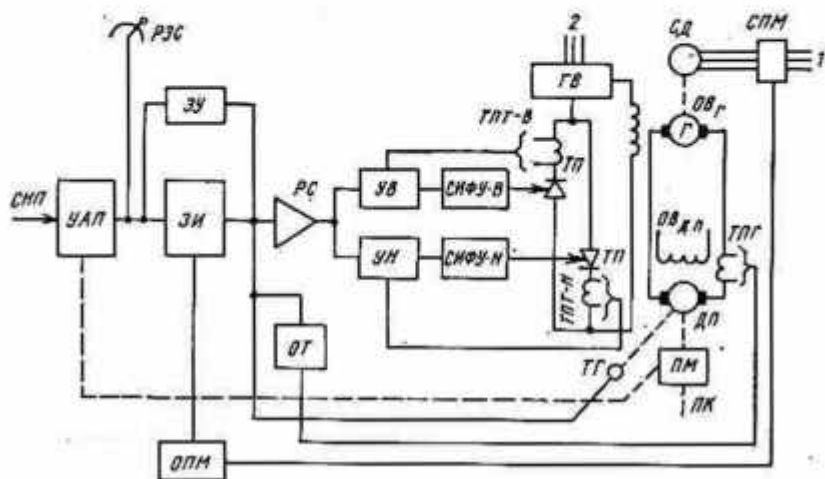 РЗС
2
СД
СПМ
1
ГВ
ЗУ
ТПТ-В
ТП
ОВГ
Г
СНП
УАП
ЗИ
РС
УВ
СИФУ-В
УН
СИФУ-Н
ТП
ОВДП
ТПГ
ТПТ-Н
ДП
ОТ
ТГ
ПМ
ПК
ОПМ